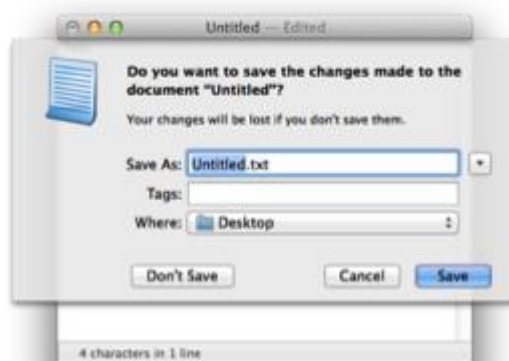 Untitled — Edited
Do you want to save the changes made to the
document "Untitled"?
Your changes will be lost if you don't save them.
Save As: Untitled.txt
Tags:
Where: Desktop
Don't Save Cancel Save
4 characters in 1 line